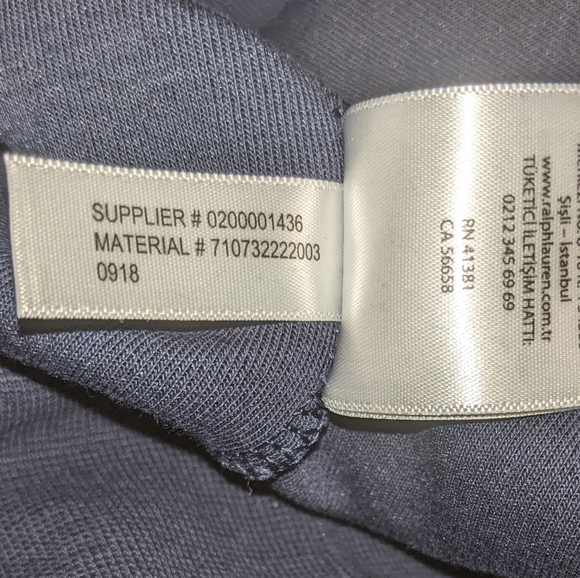 SUPPLIER # 0200001436
MATERIAL # 710732222003
0918
RN 41381
CA 56658
www.ralphlauren.com.tr
Şişli – İstanbul
TÜKETİCİ İLETİŞİM HATTI:
0212 345 69 69